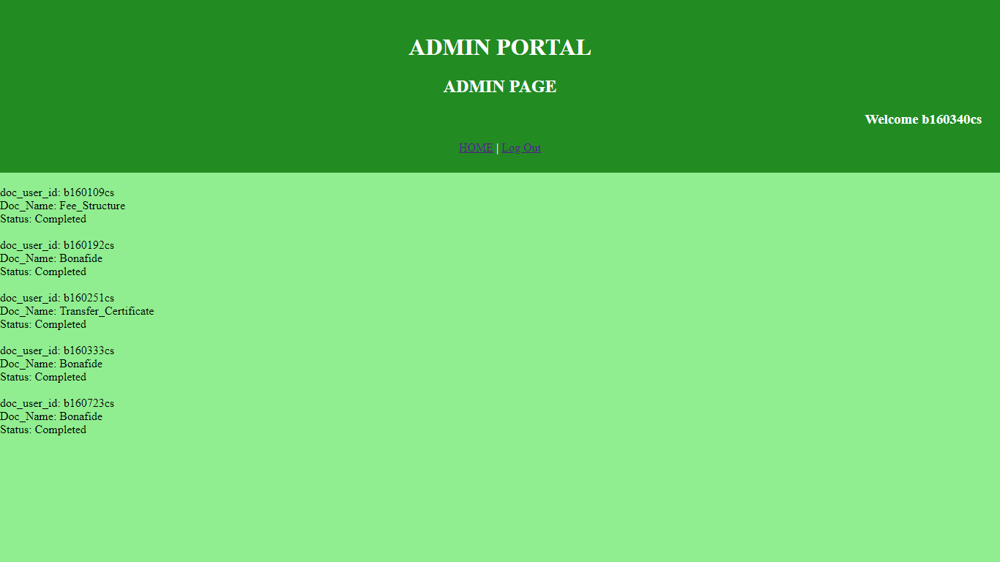 ADMIN PORTAL
ADMIN PAGE
Welcome b160340cs
HOME | Log Out
doc_user_id: b160109cs
Doc_Name: Fee_Structure
Status: Completed
doc_user_id: b160192cs
Doc_Name: Bonafide
Status: Completed
doc_user_id: b160251cs
Doc_Name: Transfer_Certificate
Status: Completed
doc_user_id: b160333cs
Doc_Name: Bonafide
Status: Completed
doc_user_id: b160723cs
Doc_Name: Bonafide
Status: Completed